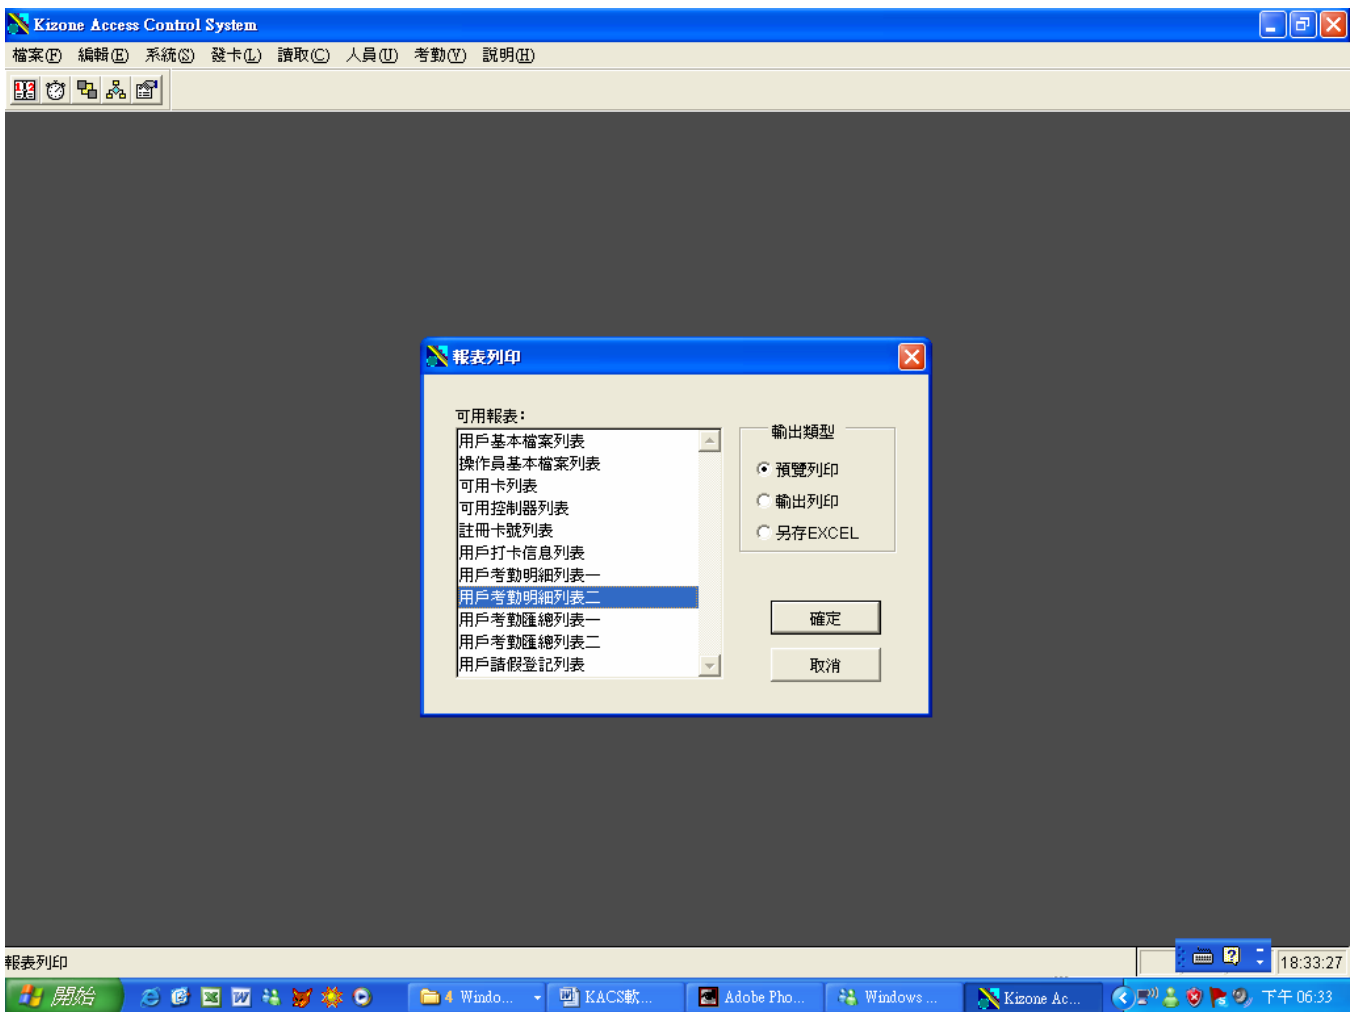 Kizone Access Control System
檔案(F) 編輯(E) 系統(S) 發卡(L) 讀取(C) 人員(U) 考勤(V) 說明(H)
報表列印
可用報表：
用戶基本檔案列表
操作員基本檔案列表
可用卡列表
可用控制器列表
註冊卡號列表
用戶打卡信息列表
用戶考勤明細列表一
用戶考勤明細列表二
用戶考勤匯總列表一
用戶考勤匯總列表二
用戶請假登記列表
輸出類型
預覽列印
輸出列印
另存EXCEL
確定
取消
報表列印
18:33:27
開始
4 Windo...
KACS軟...
Adobe Pho...
Windows ...
Kizone Ac...
下午 06:33